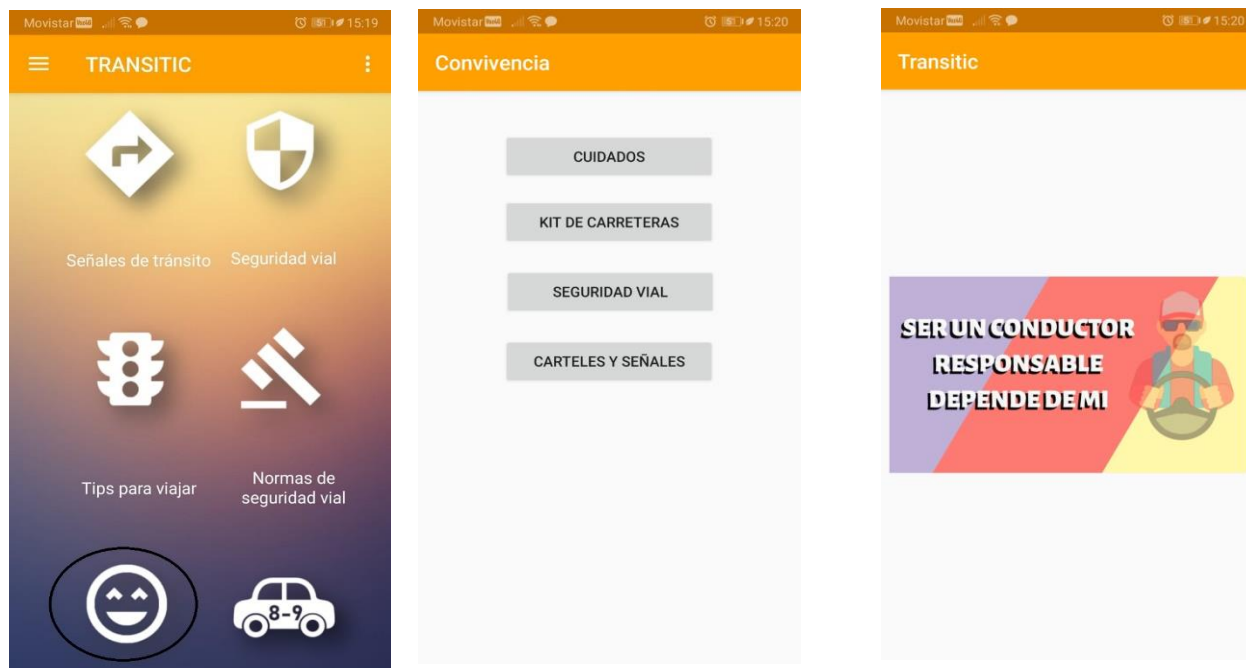 Movistar VoWiFi 15:19
TRANSITIC
Señales de tránsito
Seguridad vial
Tips para viajar
Normas de
seguridad vial
8-9
Movistar 15:20
Convivencia
CUIDADOS
KIT DE CARRETERAS
SEGURIDAD VIAL
CARTELES Y SEÑALES
Movistar 15:20
Transitic
SER UN CONDUCTOR
RESPONSABLE
DEPENDE DE MI